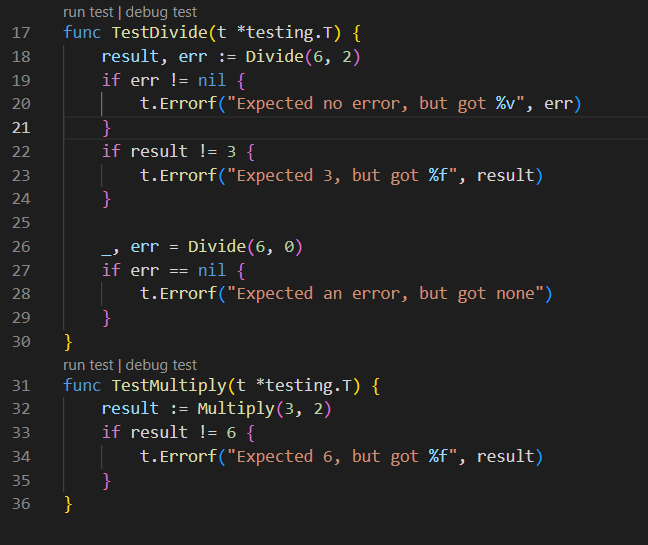 run test | debug test
17 func TestDivide(t *testing.T) {
18     result, err := Divide(6, 2)
19     if err != nil {
20         t.Errorf("Expected no error, but got %v", err)
21     }
22     if result != 3 {
23         t.Errorf("Expected 3, but got %f", result)
24     }
25
26     _, err = Divide(6, 0)
27     if err == nil {
28         t.Errorf("Expected an error, but got none")
29     }
30 }
run test | debug test
31 func TestMultiply(t *testing.T) {
32     result := Multiply(3, 2)
33     if result != 6 {
34         t.Errorf("Expected 6, but got %f", result)
35     }
36 }